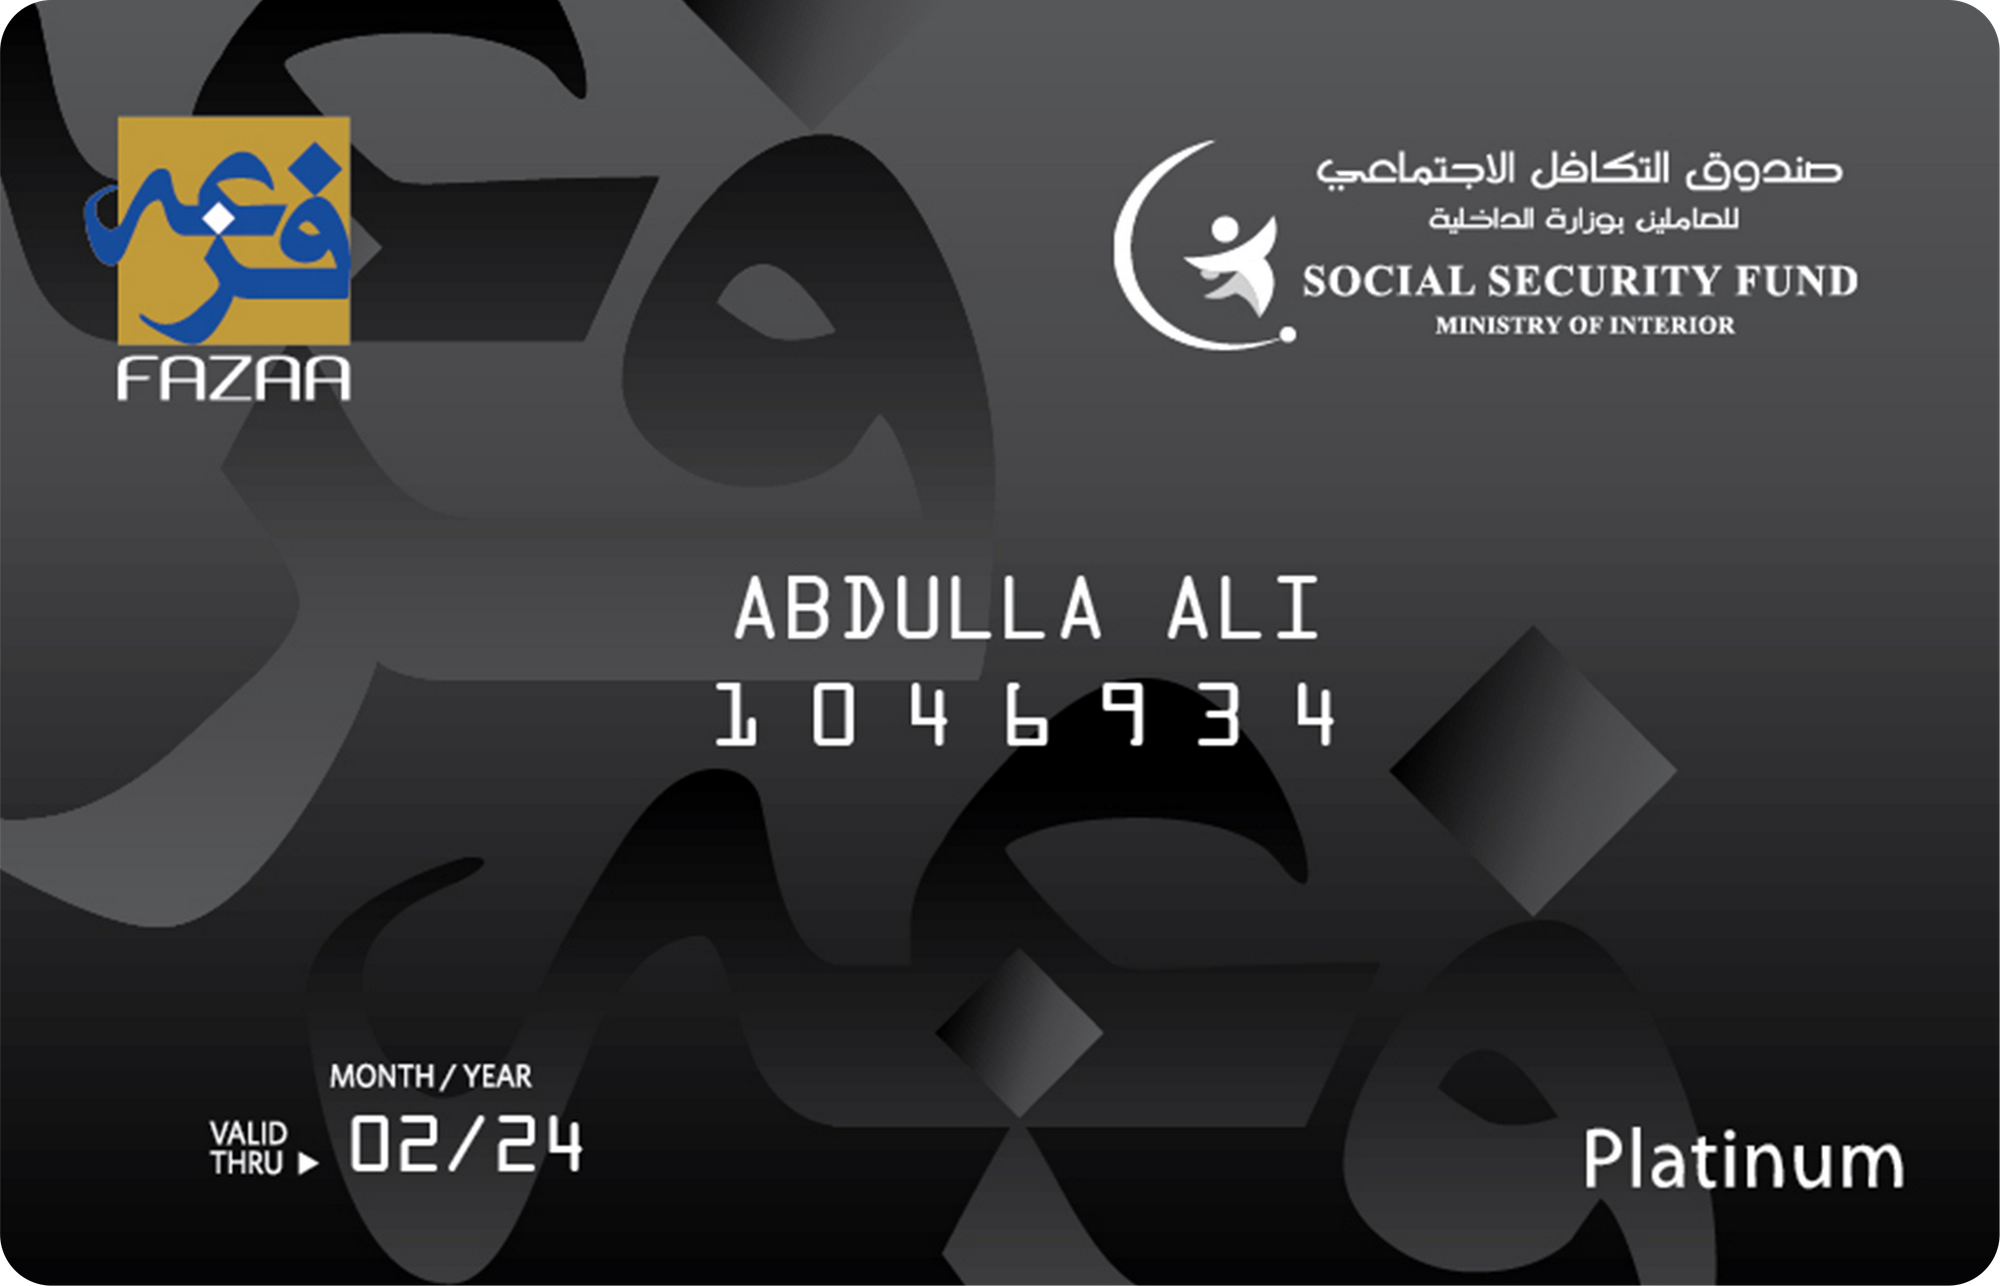 فزعة
FAZAA
صندوق التكافل الاجتماعي
للعاملين بوزارة الداخلية
SOCIAL SECURITY FUND
MINISTRY OF INTERIOR
ABDULLA ALI
1046934
MONTH / YEAR
VALID THRU 02/24
Platinum